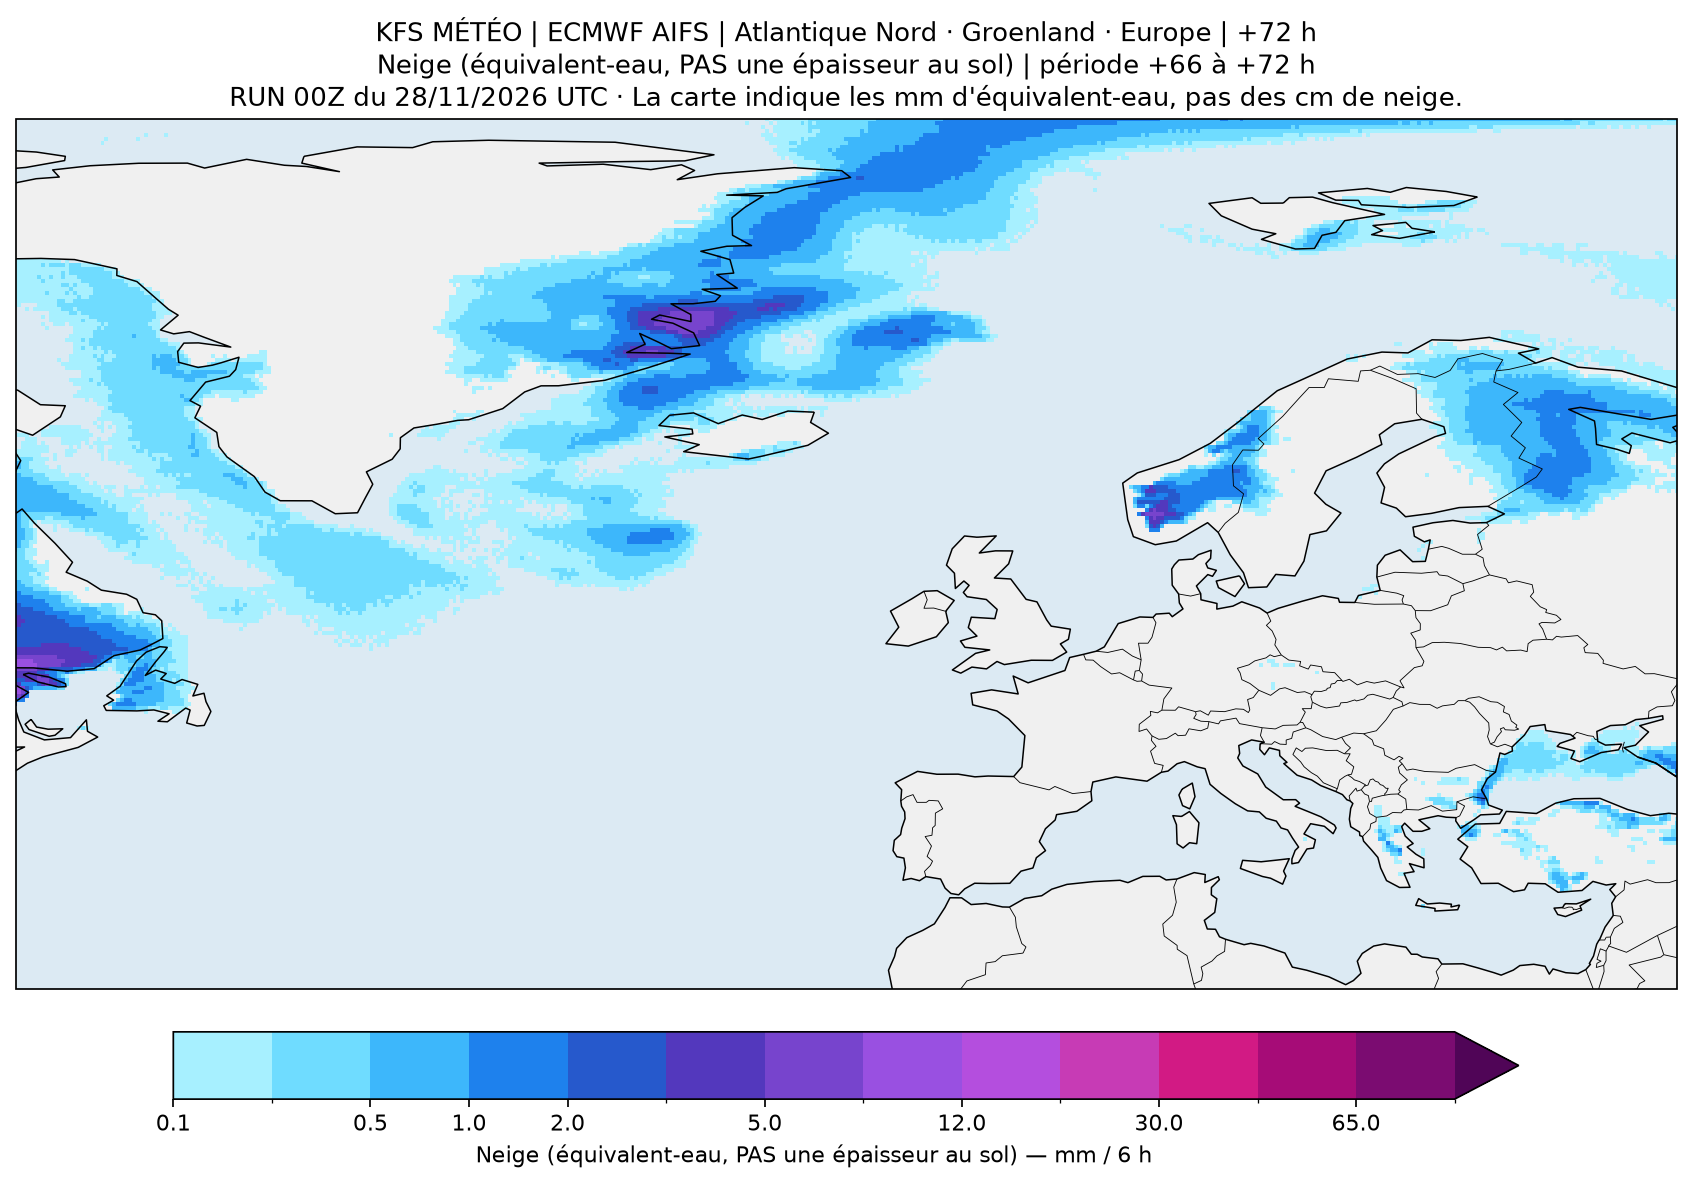 KFS MÉTÉO | ECMWF AIFS | Atlantique Nord · Groenland · Europe | +72 h
Neige (équivalent-eau, PAS une épaisseur au sol) | période +66 à +72 h
RUN 00Z du 28/11/2026 UTC · La carte indique les mm d'équivalent-eau, pas des cm de neige.
0.1 0.5 1.0 2.0 5.0 12.0 30.0 65.0
Neige (équivalent-eau, PAS une épaisseur au sol) — mm / 6 h